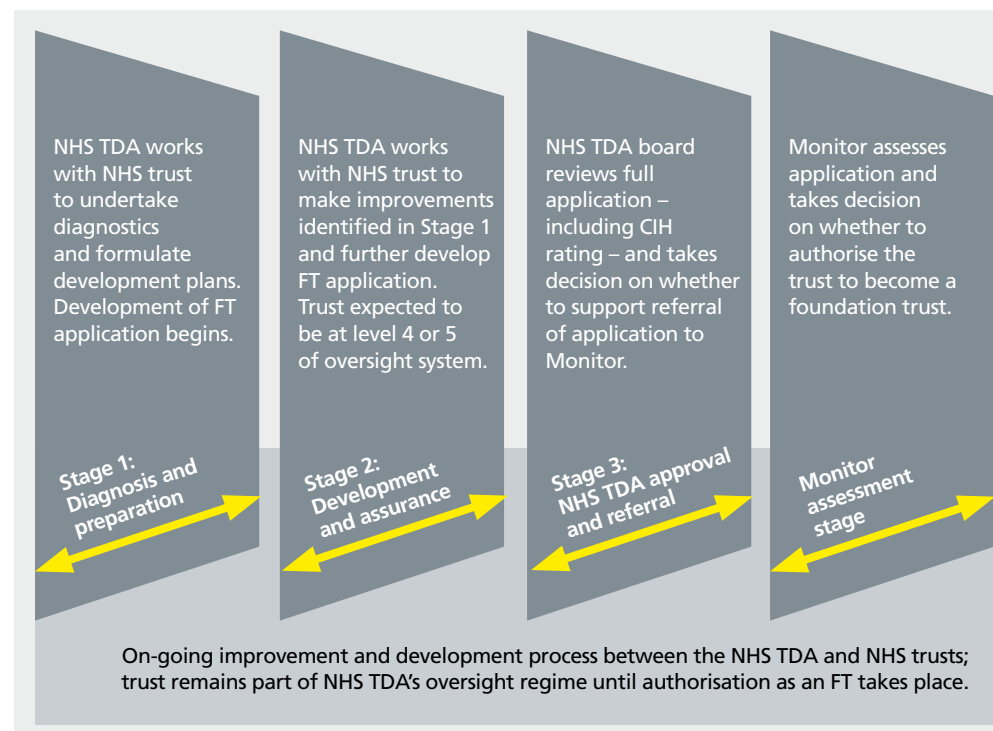 NHS TDA works
with NHS trust
to undertake
diagnostics
and formulate
development plans.
Development of FT
application begins.
Stage 1:
Diagnosis and
preparation
NHS TDA works
with NHS trust to
make improvements
identified in Stage 1
and further develop
FT application.
Trust expected to
be at level 4 or 5
of oversight system.
Stage 2:
Development
and assurance
NHS TDA board
reviews full
application –
including CIH
rating – and takes
decision on whether
to support referral
of application to
Monitor.
Stage 3:
NHS TDA approval
and referral
Monitor assesses
application and
takes decision
on whether to
authorise the
trust to become a
foundation trust.
Monitor
assessment
stage
On-going improvement and development process between the NHS TDA and NHS trusts;
trust remains part of NHS TDA’s oversight regime until authorisation as an FT takes place.